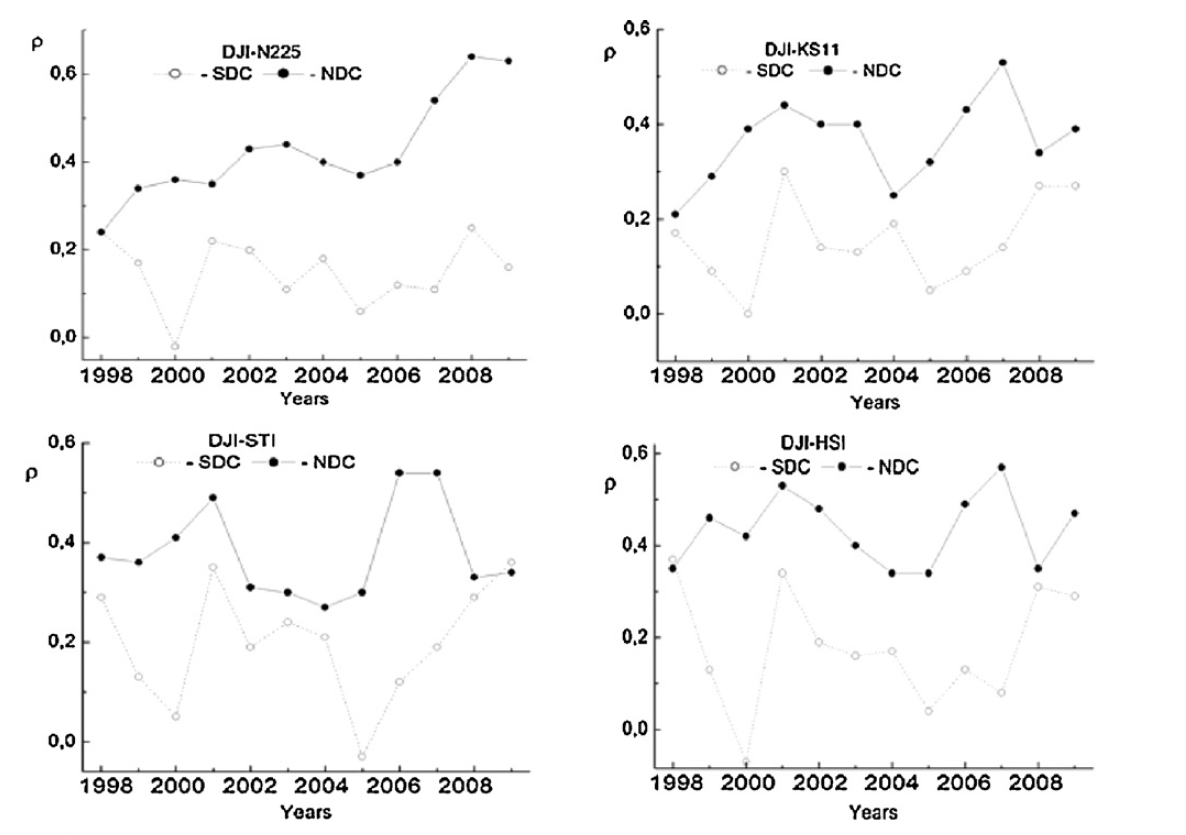 DJI-N225
ρ
- SDC - NDC
0,6
0,4
0,2
0,0
1998 2000 2002 2004 2006 2008
Years
0,6
DJI-KS11
ρ
- SDC - NDC
0,4
0,2
0,0
1998 2000 2002 2004 2006 2008
Years
0,6
DJI-STI
- SDC - NDC
ρ
0,4
0,2
0,0
1998 2000 2002 2004 2006 2008
Years
DJI-HSI
0,6
- SDC - NDC
ρ
0,4
0,2
0,0
1998 2000 2002 2004 2006 2008
Years